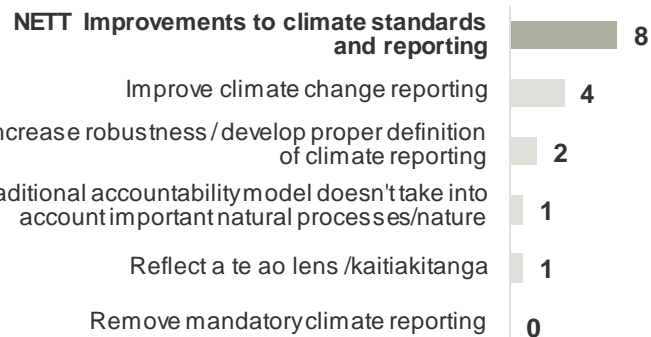 NETT Improvements to climate standards
and reporting
8
Improve climate change reporting
4
ncrease robustness / develop proper definition
of climate reporting
2
aditional accountability model doesn't take into
account important natural processes/nature
1
Reflect a te ao lens /kaitiakitanga
1
Remove mandatory climate reporting
0